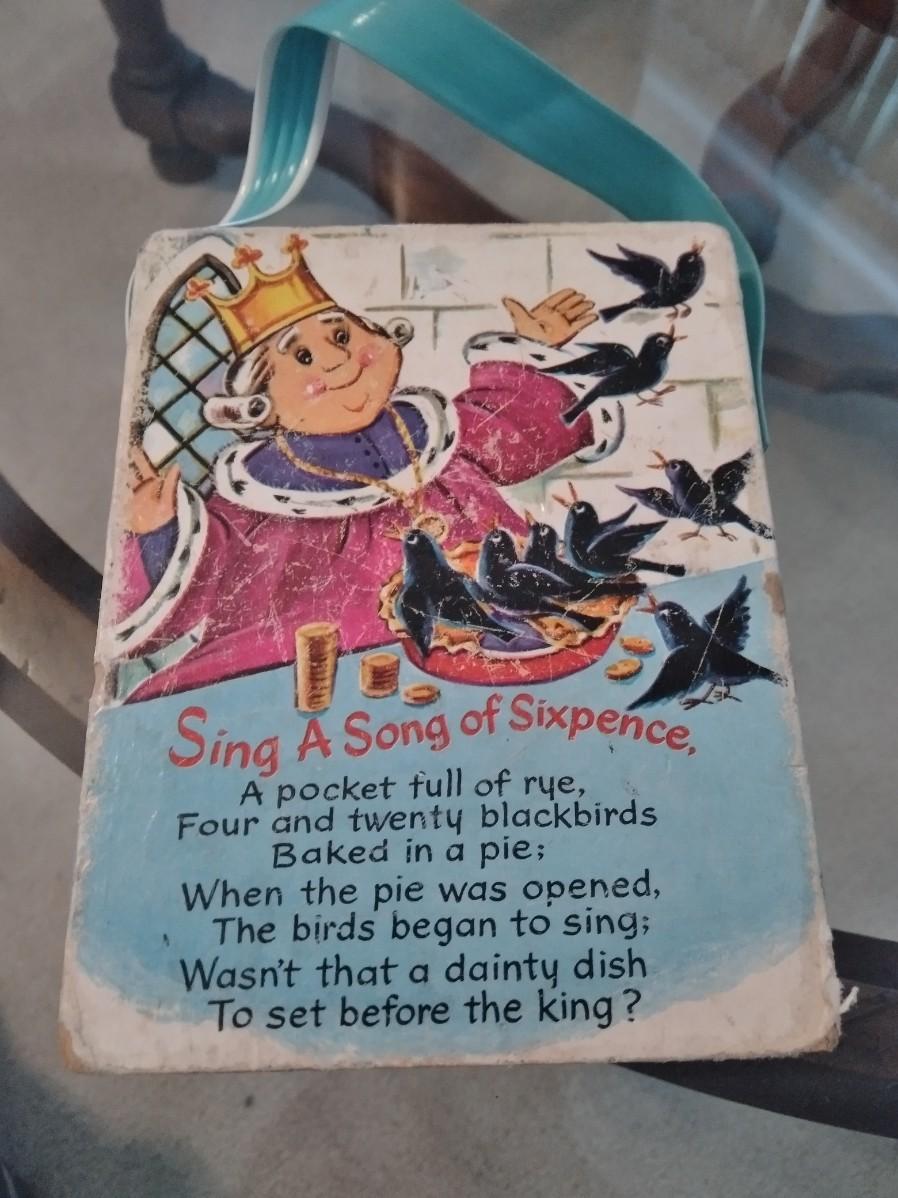 Sing A Song of Sixpence,
A pocket full of rye,
Four and twenty blackbirds
Baked in a pie;
When the pie was opened,
The birds began to sing;
Wasn't that a dainty dish
To set before the king?